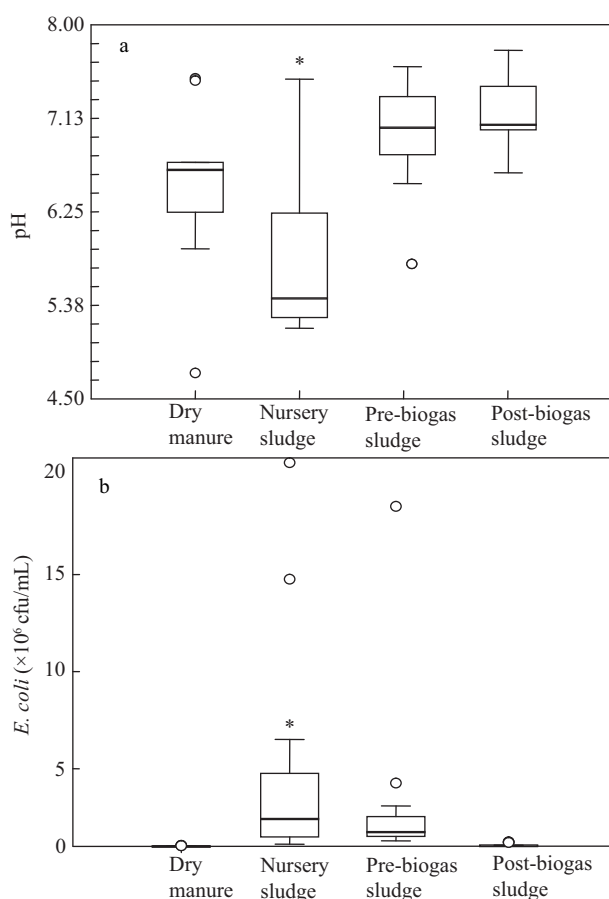 8.00
a
*
7.13
6.25
pH
5.38
4.50
Dry Nursery Pre-biogas Post-biogas
manure sludge sludge sludge
20
b
15
E. coli (×10⁶ cfu/mL)
10
*
5
0
Dry Nursery Pre-biogas Post-biogas
manure sludge sludge sludge